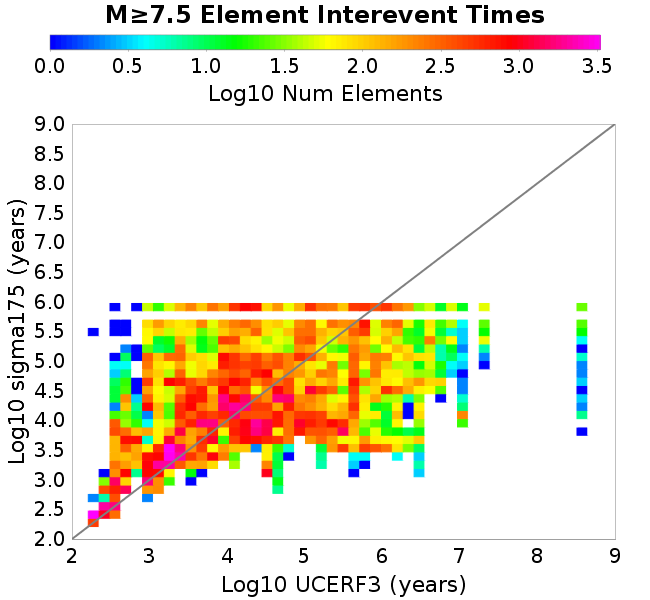 M≥7.5 Element Interevent Times
0.0 0.5 1.0 1.5 2.0 2.5 3.0 3.5
Log10 Num Elements
9.0
8.5
8.0
7.5
7.0
6.5
6.0
5.5
5.0
4.5
4.0
3.5
3.0
2.5
2.0
Log10 sigma175 (years)
2 3 4 5 6 7 8 9
Log10 UCERF3 (years)